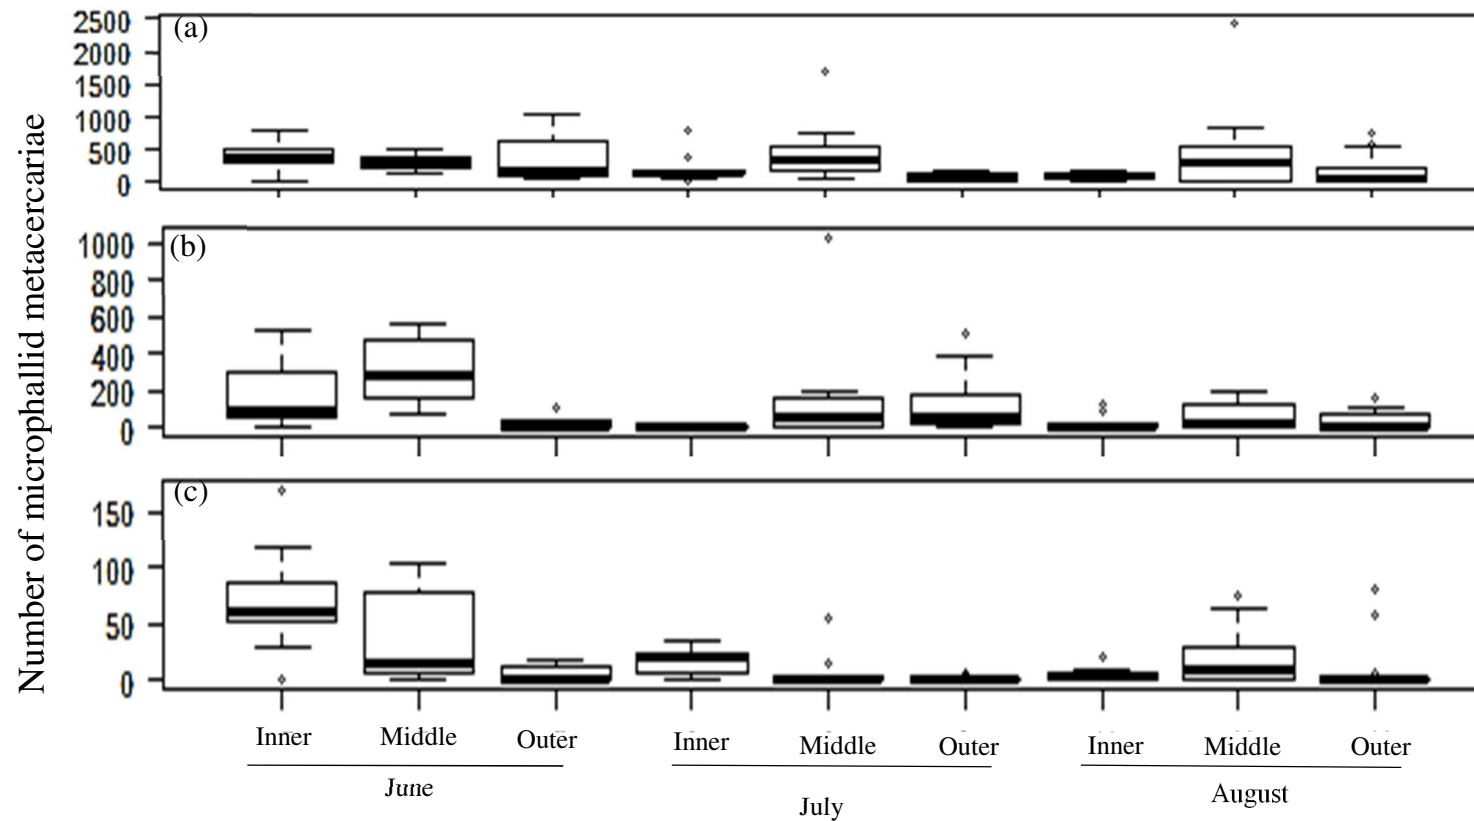 Number of microphallid metacercariae
(a)
2500
2000
1500
1000
500
0
(b)
1000
800
600
400
200
0
(c)
150
100
50
0
Inner Middle Outer Inner Middle Outer Inner Middle Outer
June July August